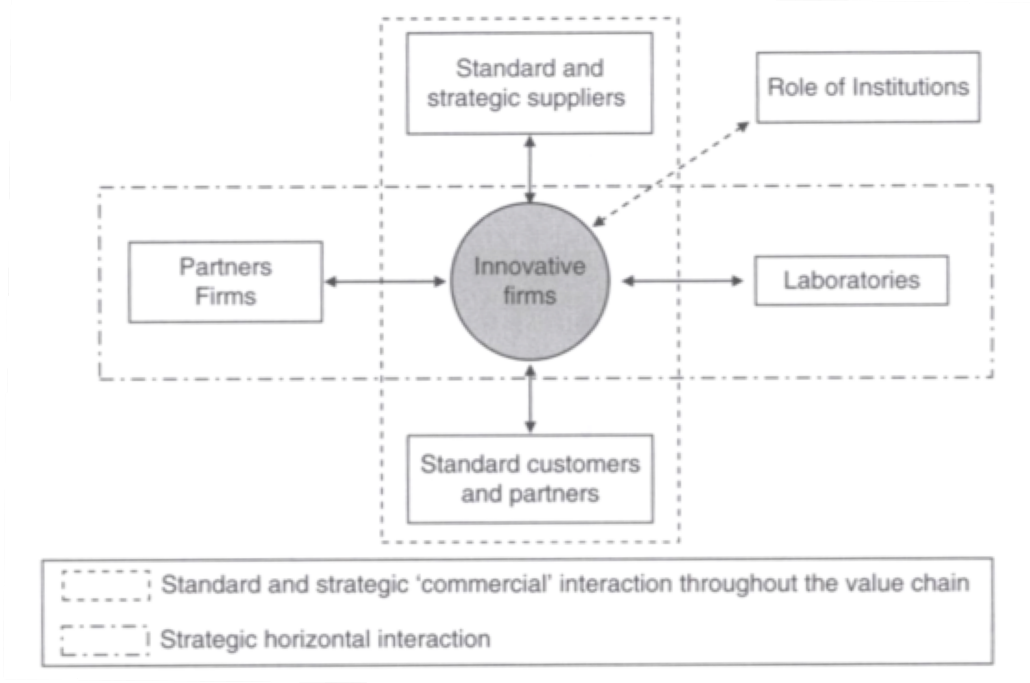 Standard and
strategic suppliers
Role of Institutions
Partners
Firms
Innovative
firms
Laboratories
Standard customers
and partners
Standard and strategic ‘commercial’ interaction throughout the value chain
Strategic horizontal interaction